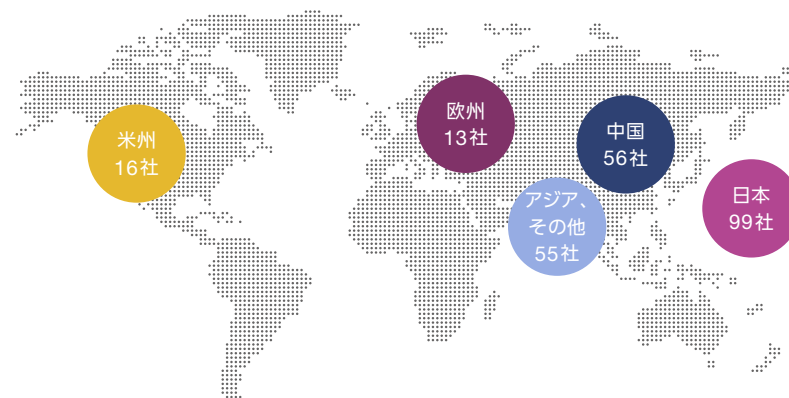 米州
16社
欧州
13社
中国
56社
アジア、
その他
55社
日本
99社